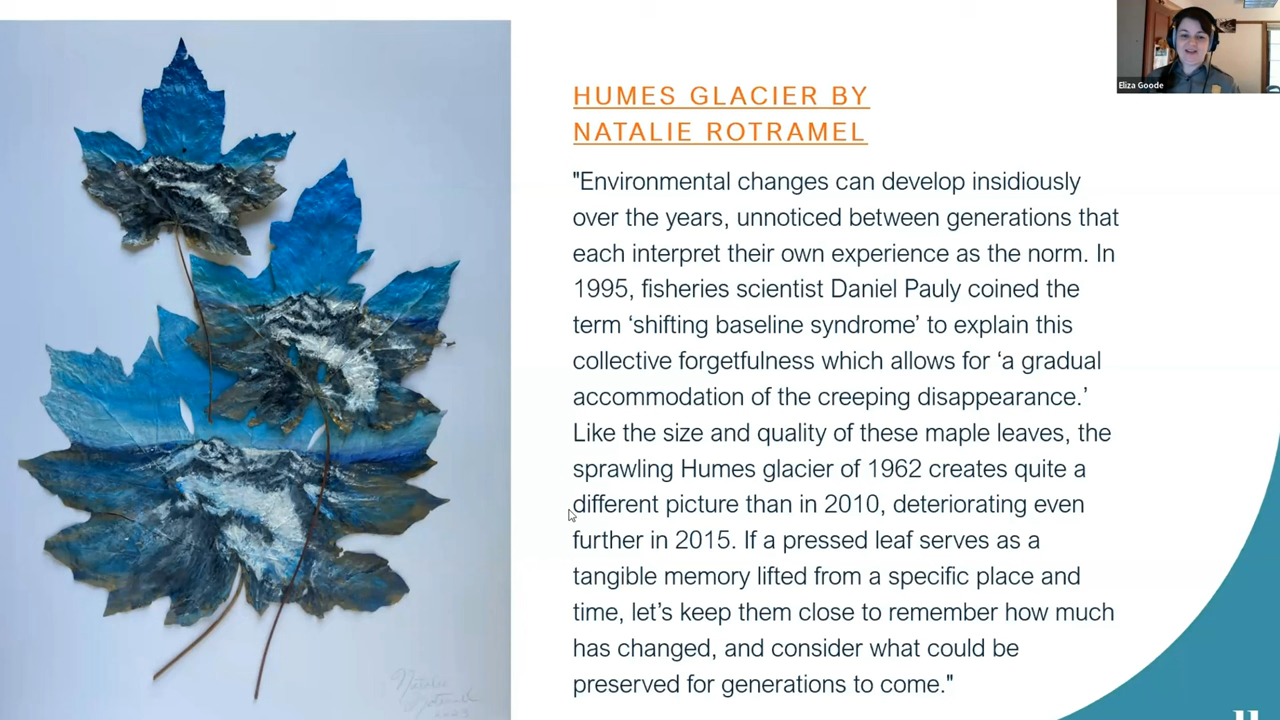 Eliza Goode
HUMES GLACIER BY
NATALIE ROTRAMEL
"Environmental changes can develop insidiously
over the years, unnoticed between generations that
each interpret their own experience as the norm. In
1995, fisheries scientist Daniel Pauly coined the
term ‘shifting baseline syndrome’ to explain this
collective forgetfulness which allows for ‘a gradual
accommodation of the creeping disappearance.’
Like the size and quality of these maple leaves, the
sprawling Humes glacier of 1962 creates quite a
different picture than in 2010, deteriorating even
further in 2015. If a pressed leaf serves as a
tangible memory lifted from a specific place and
time, let’s keep them close to remember how much
has changed, and consider what could be
preserved for generations to come."
Natalie
Rotramel
2023